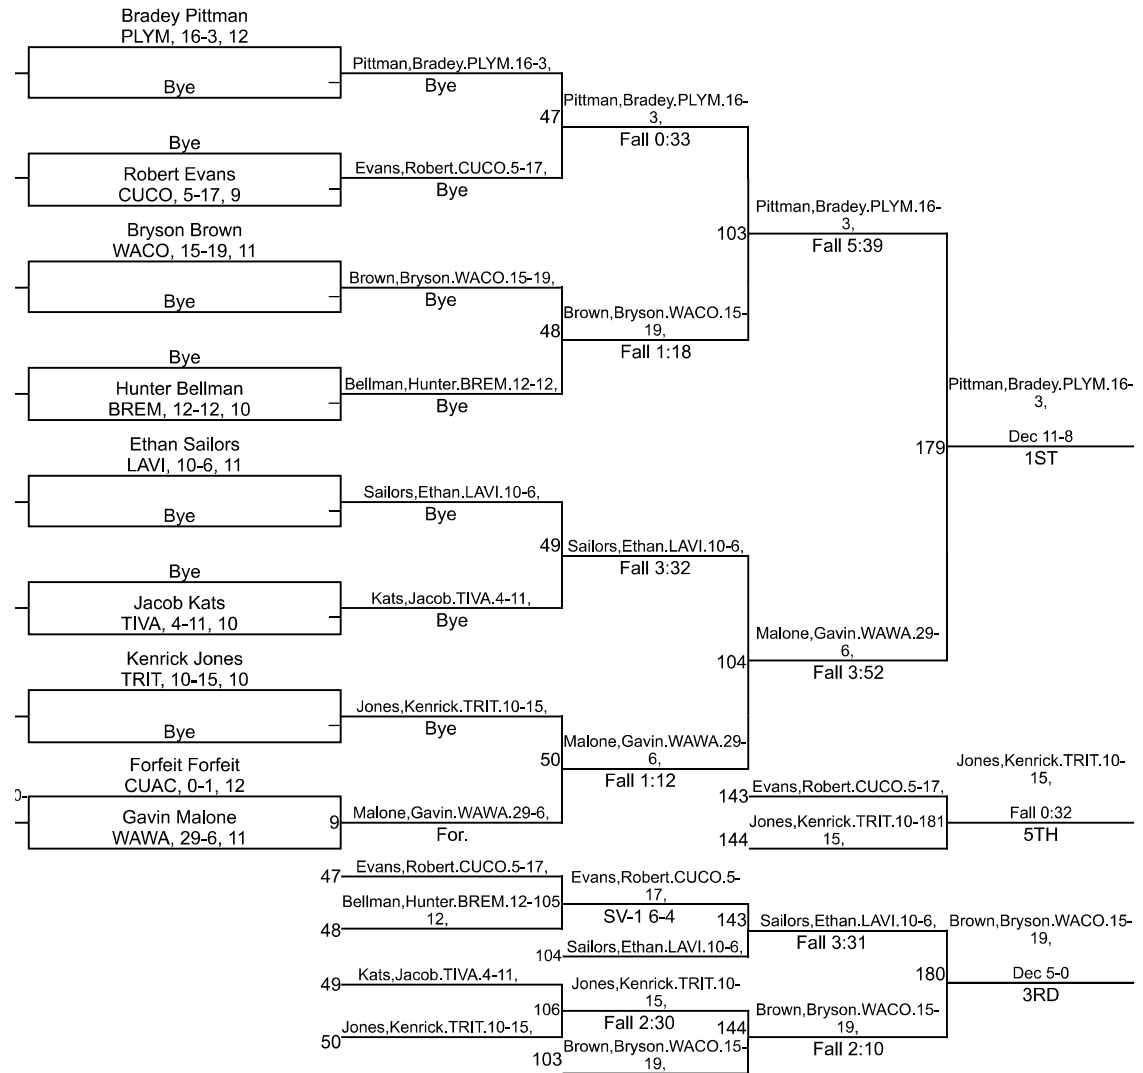 Bradey Pittman
PLYM, 16-3, 12
Pittman,Bradey.PLYM.16-3,
Bye
Bye
Pittman,Bradey.PLYM.16-
3,
47
Fall 0:33
Bye
Evans,Robert.CUCO.5-17,
Robert Evans
Bye
CUCO, 5-17, 9
Pittman,Bradey.PLYM.16-
3,
103
Fall 5:39
Bryson Brown
WACO, 15-19, 11
Brown,Bryson.WACO.15-19,
Bye
Bye
Brown,Bryson.WACO.15-
19,
48
Fall 1:18
Bye
Bellman,Hunter.BREM.12-12,
Hunter Bellman
Bye
BREM, 12-12, 10
Pittman,Bradey.PLYM.16-
3,
179
Dec 11-8
1ST
Ethan Sailors
LAVI, 10-6, 11
Sailors,Ethan.LAVI.10-6,
Bye
Bye
49
Sailors,Ethan.LAVI.10-6,
Fall 3:32
Bye
Jacob Kats
Kats,Jacob.TIVA.4-11,
TIVA, 4-11, 10
Bye
Malone,Gavin.WAWA.29-
6,
104
Fall 3:52
Kenrick Jones
TRIT, 10-15, 10
Jones,Kenrick.TRIT.10-15,
Bye
Bye
Malone,Gavin.WAWA.29-
6,
50
Fall 1:12
Forfeit Forfeit
CUAC, 0-1, 12
0-
Gavin Malone
WAWA, 29-6, 11
9
Malone,Gavin.WAWA.29-6,
For.
143
Evans,Robert.CUCO.5-17,
144
Jones,Kenrick.TRIT.10-181
15,
Jones,Kenrick.TRIT.10-
15,
Fall 0:32
5TH
47
Evans,Robert.CUCO.5-17,
48
Bellman,Hunter.BREM.12-105
12,
Evans,Robert.CUCO.5-
17,
SV-1 6-4
143
104
Sailors,Ethan.LAVI.10-6,
Sailors,Ethan.LAVI.10-6,
Fall 3:31
Brown,Bryson.WACO.15-
19,
180
Dec 5-0
3RD
49
Kats,Jacob.TIVA.4-11,
106
Jones,Kenrick.TRIT.10-
15,
Fall 2:30
50
Jones,Kenrick.TRIT.10-15,
144
Brown,Bryson.WACO.15-
19,
Fall 2:10
103
Brown,Bryson.WACO.15-
19,